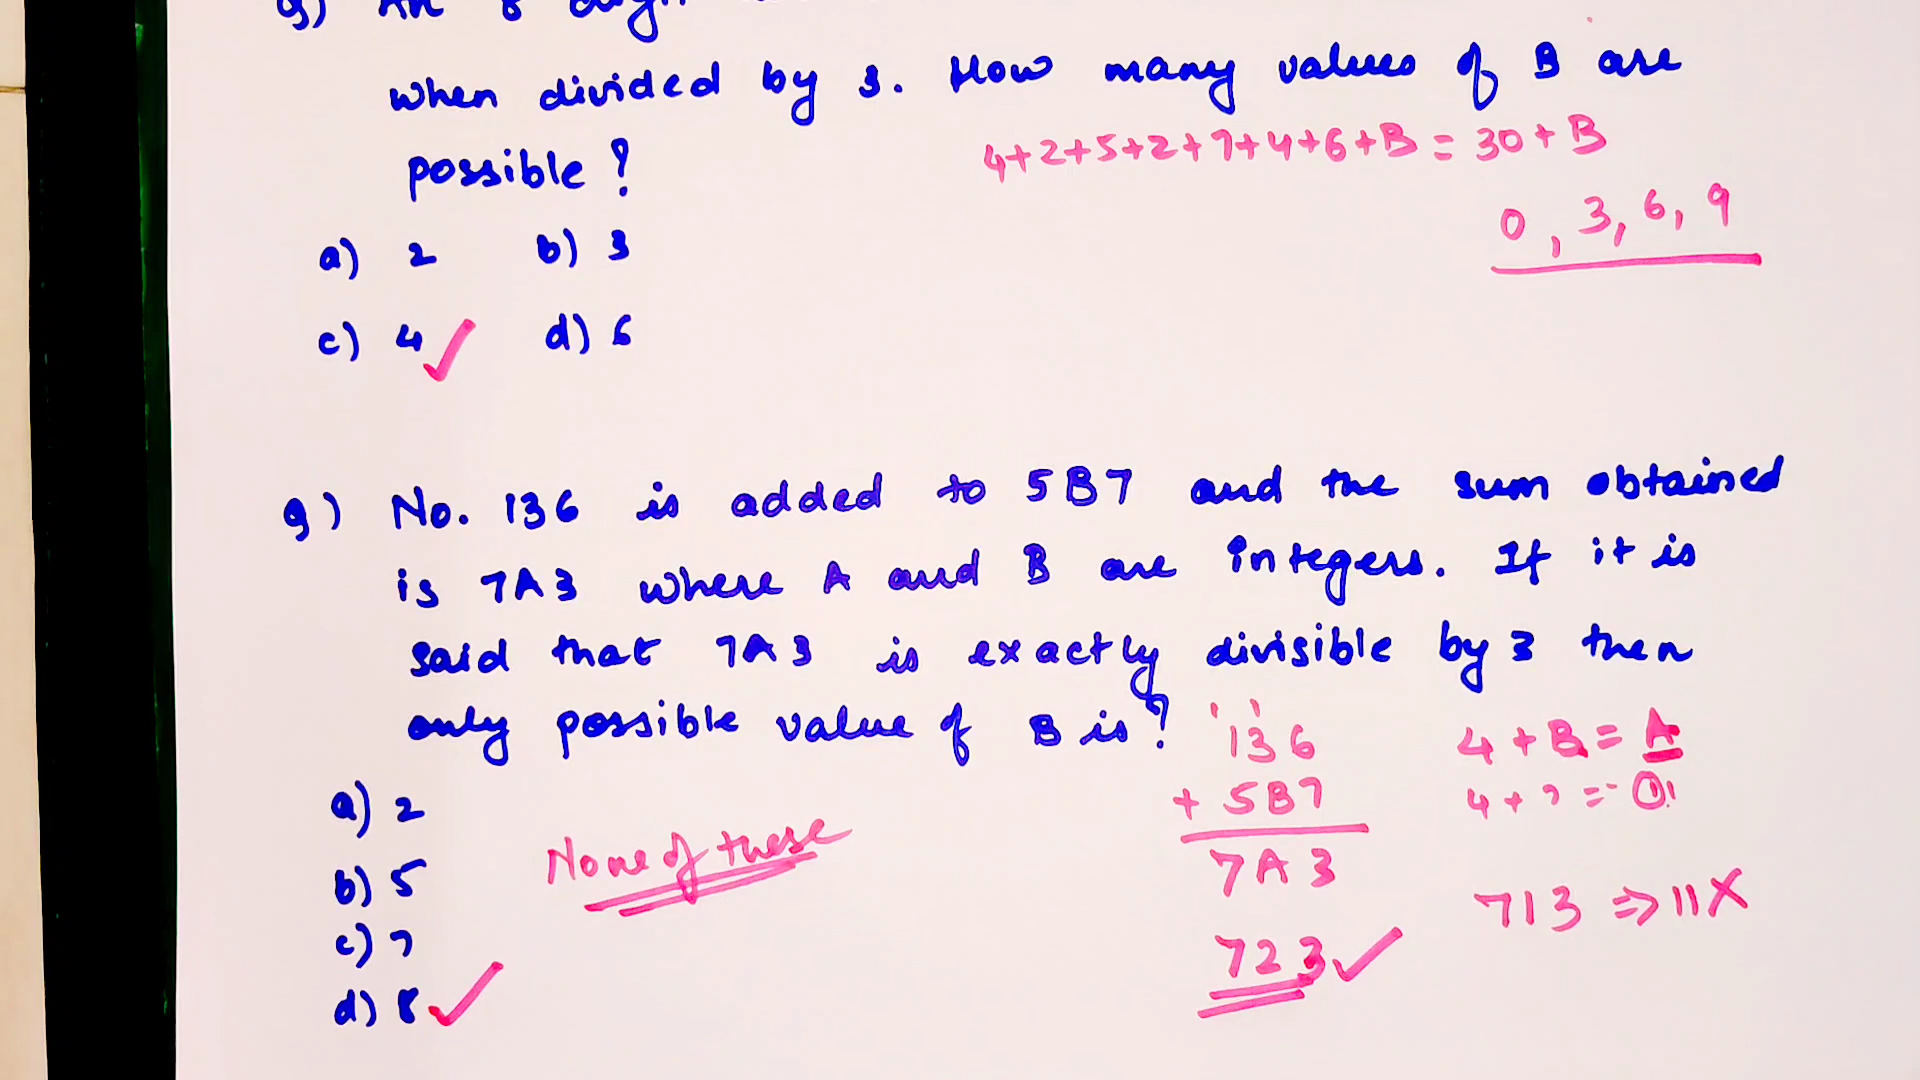 when divided by 3. How many values of B are
possible ?
4+2+5+2+7+4+6+B = 30 + B
0, 3, 6, 9
a) 2 b) 3
c) 4 ✓ d) 6
Q) No. 136 is added to 5B7 and the sum obtained
is 7A3 where A and B are integers. If it is
said that 7A3 is exactly divisible by 3 then
only possible value of B is?
a) 2
b) 5
c) 7
d) 8 ✓
None of these
1 1
136
+ 5B7
7A3
723 ✓
4 + B = A
4 + 7 = ①1
713 ⇒ 11 X